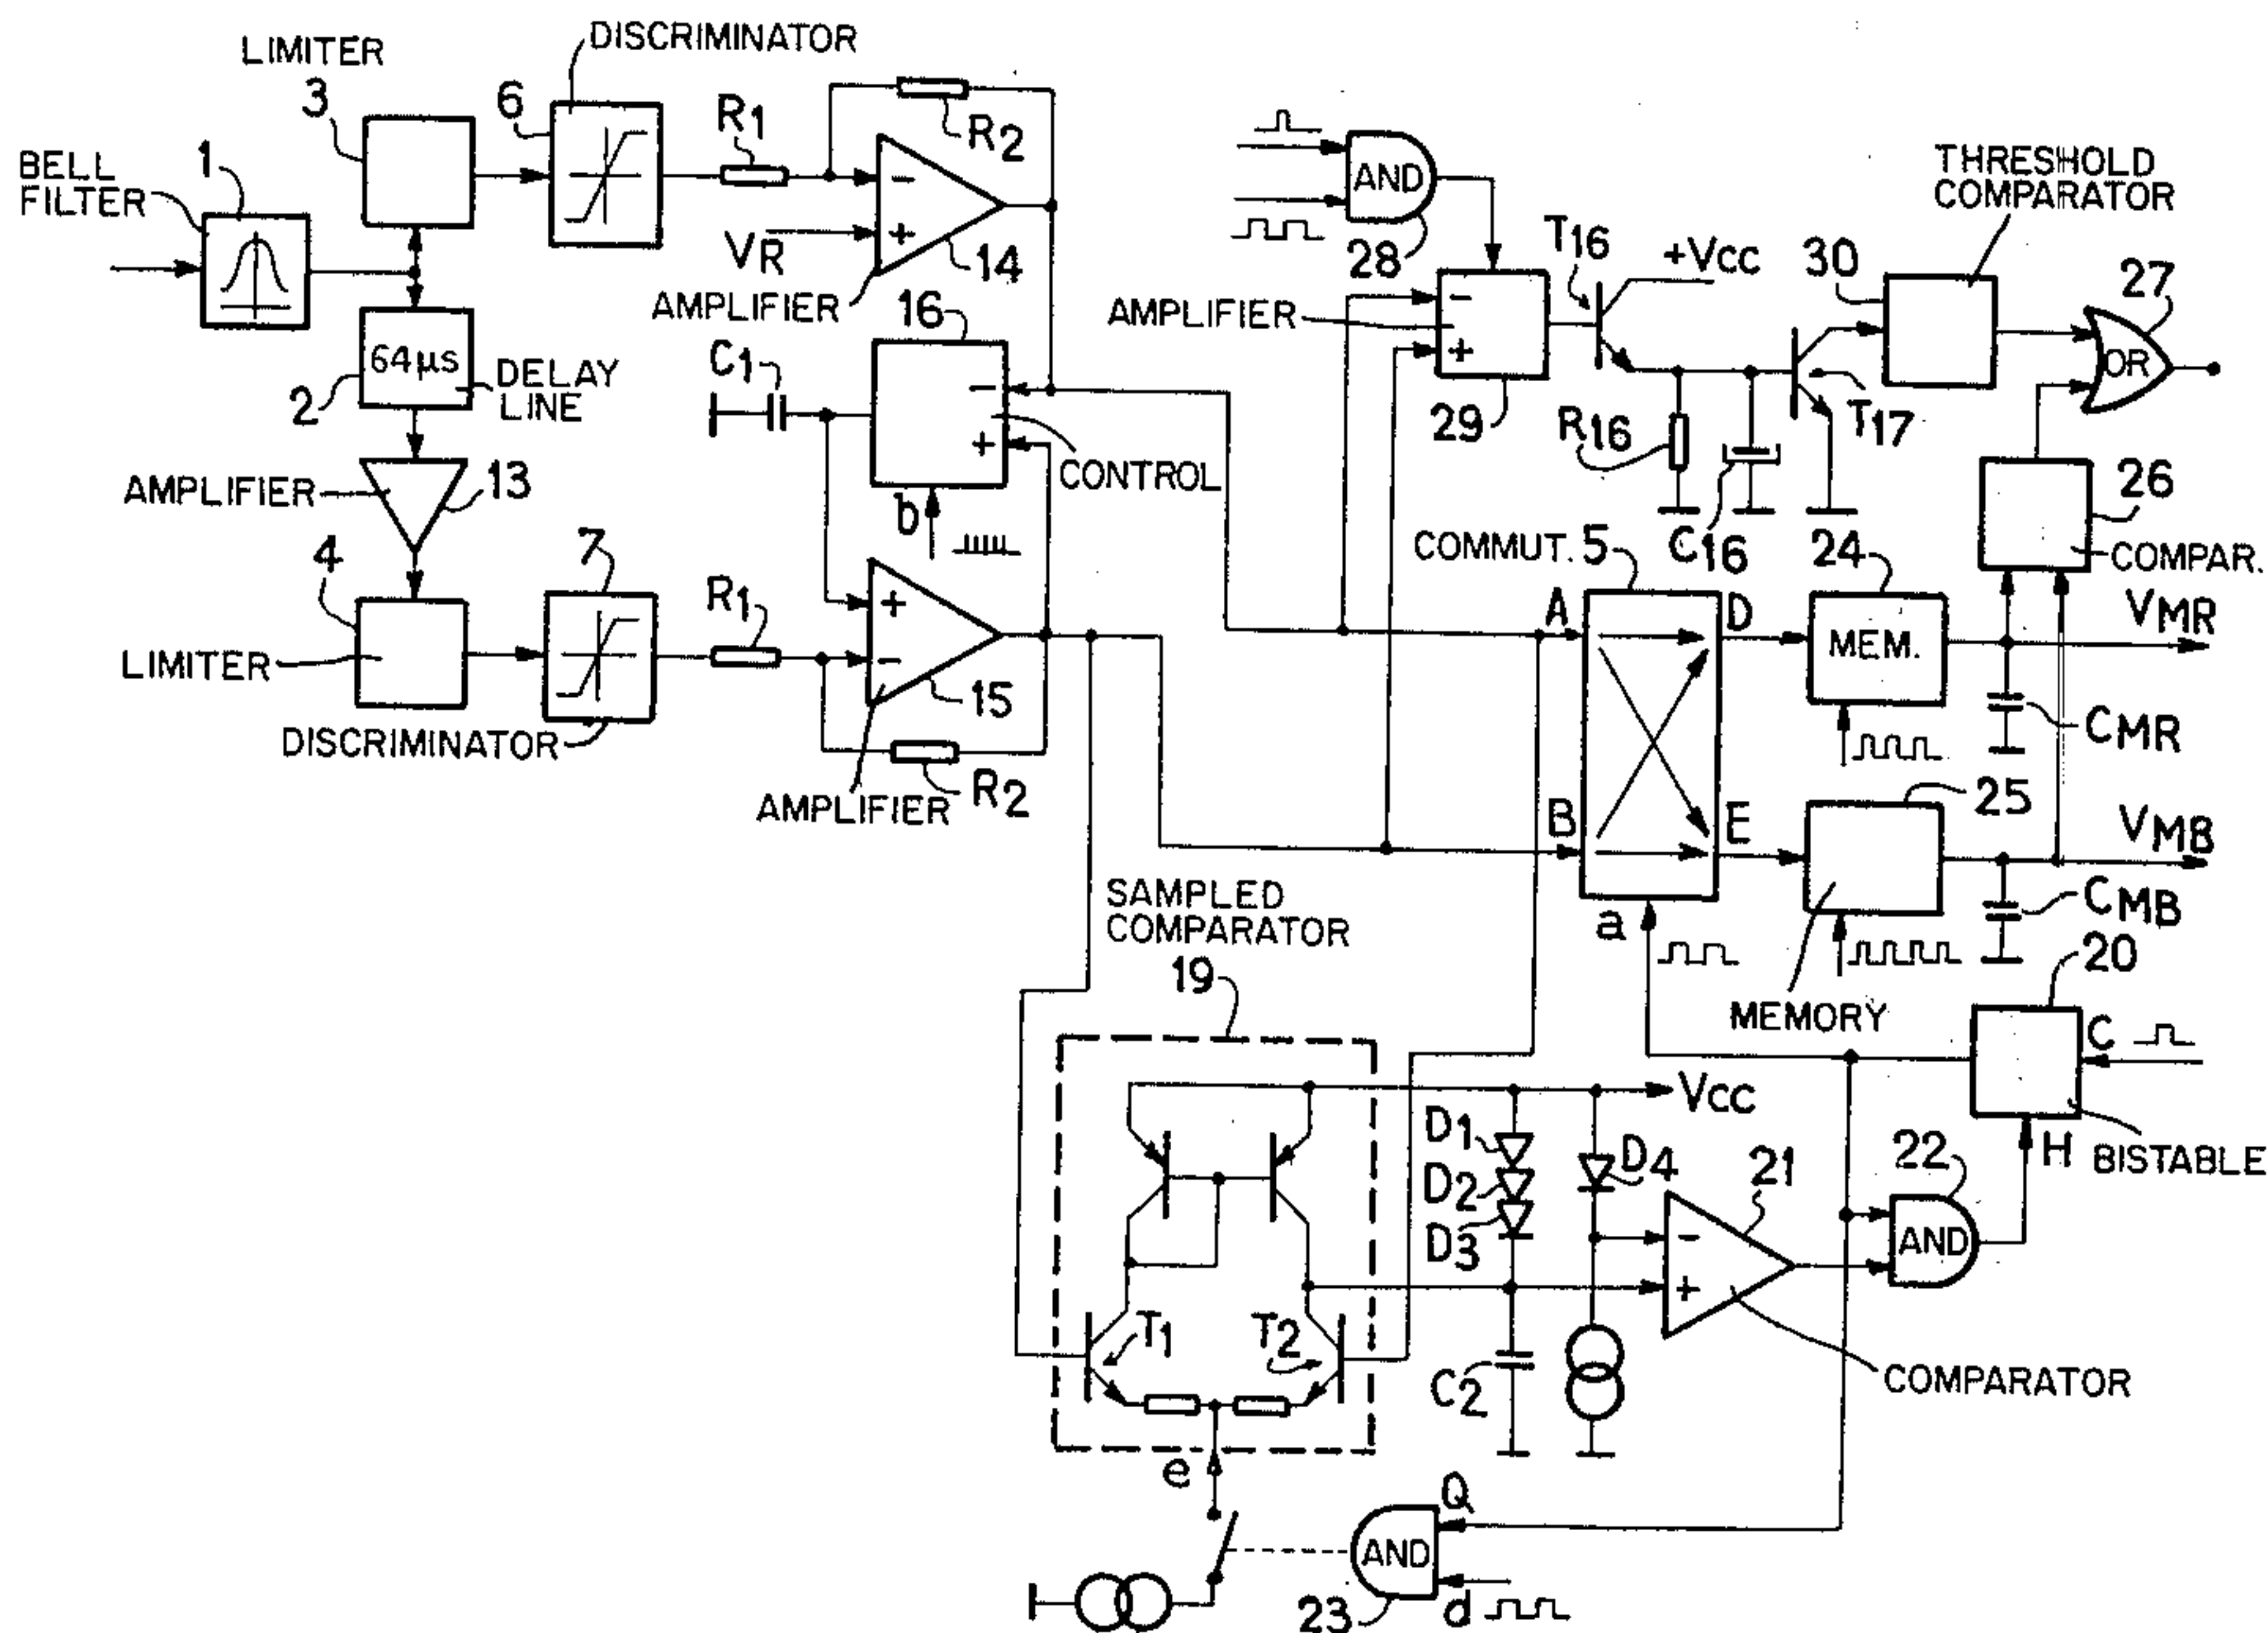 LIMITER
3
DISCRIMINATOR
6
R1
R2
BELL
FILTER
1
VR
14
AMPLIFIER
64 µs
2
DELAY
LINE
AMPLIFIER
13
C1
16
-
+
CONTROL
b
4
LIMITER
7
DISCRIMINATOR
R1
+
-
15
R2
AMPLIFIER
-
+
AND
28
AMPLIFIER
-
+
29
T16
+VCC
30
THRESHOLD
COMPARATOR
27
OR
R16
C16
T17
26
COMPAR.
COMMUT. 5
A
B
D
E
a
24
MEM.
VMR
CMR
25
VMB
CMB
MEMORY
20
C
H
BISTABLE
SAMPLED
COMPARATOR
19
VCC
D1
D2
D3
D4
21
-
+
22
AND
T1
T2
C2
COMPARATOR
e
Q
AND
23
d